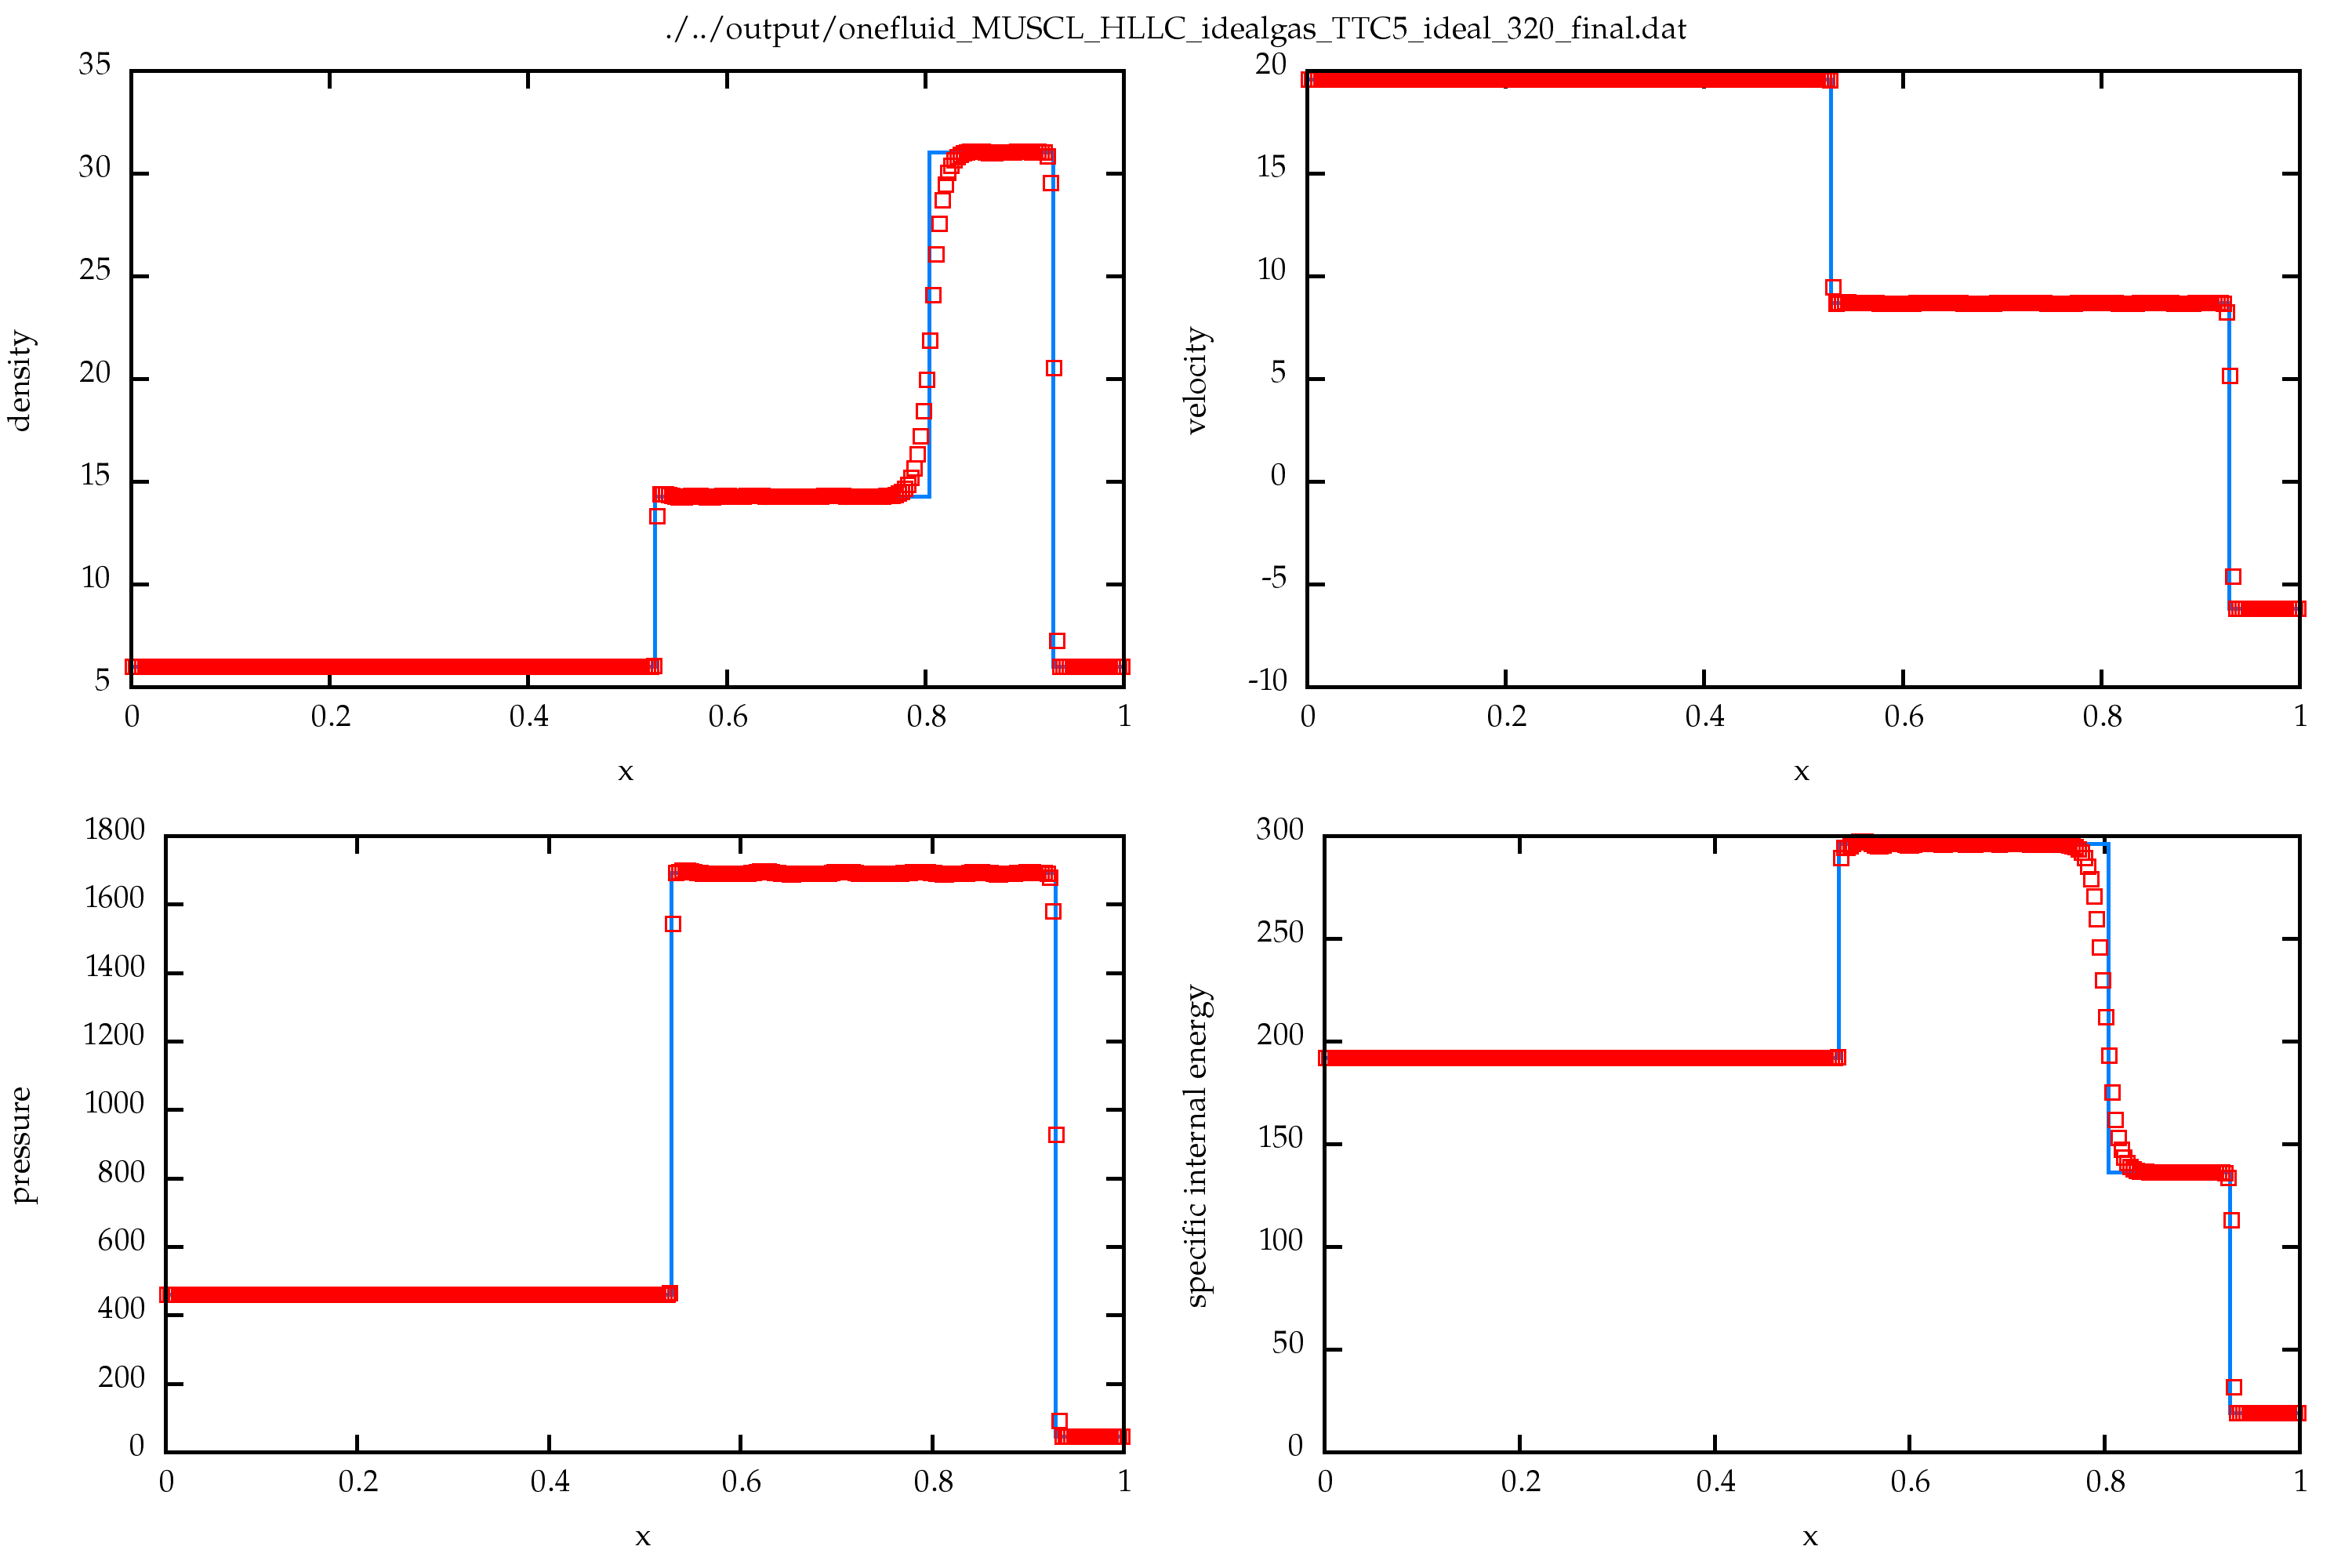 ./../output/onefluid_MUSCL_HLLC_idealgas_TTC5_ideal_320_final.dat
35
30
25
20
15
10
5
density
0 0.2 0.4 0.6 0.8 1
x
20
15
10
5
0
-5
-10
velocity
0 0.2 0.4 0.6 0.8 1
x
1800
1600
1400
1200
1000
800
600
400
200
0
pressure
0 0.2 0.4 0.6 0.8 1
x
300
250
200
150
100
50
0
specific internal energy
0 0.2 0.4 0.6 0.8 1
x